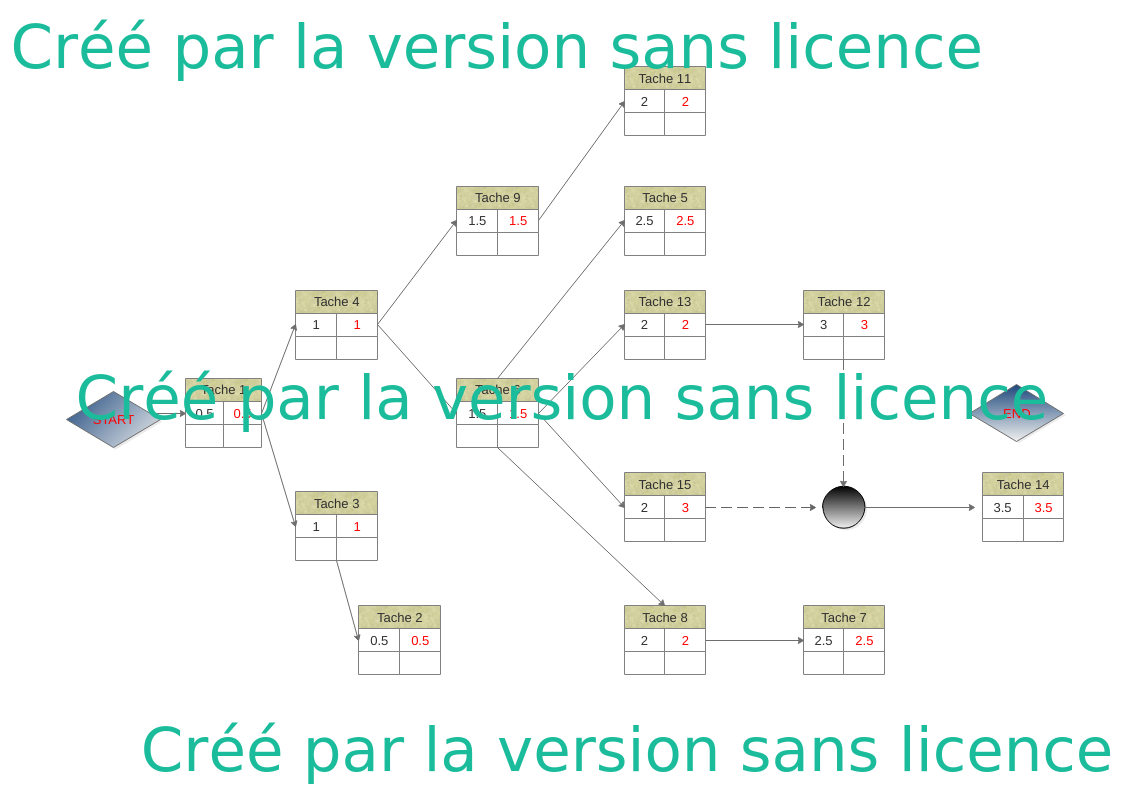 Créé par la version sans licence
Tache 11
2 2
Tache 9
1.5 1.5
Tache 5
2.5 2.5
Tache 4
1 1
Tache 13
2 2
Tache 12
3 3
Créé par la version sans licence
START
Tache 1
0.5
1.5 1.5
END
Tache 3
1 1
Tache 15
2 3
Tache 14
3.5 3.5
Tache 2
0.5 0.5
Tache 8
2 2
Tache 7
2.5 2.5
Créé par la version sans licence